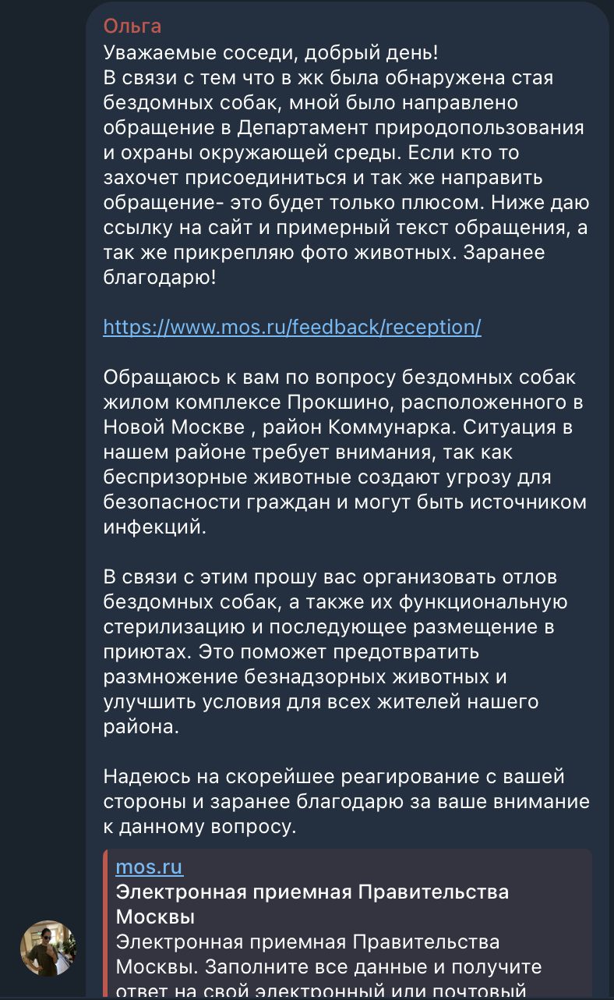 Ольга
Уважаемые соседи, добрый день!
В связи с тем что в жк была обнаружена стая
бездомных собак, мной было направлено
обращение в Департамент природопользования
и охраны окружающей среды. Если кто то
захочет присоединиться и так же направить
обращение- это будет только плюсом. Ниже даю
ссылку на сайт и примерный текст обращения, а
так же прикрепляю фото животных. Заранее
благодарю!
https://www.mos.ru/feedback/reception/
Обращаюсь к вам по вопросу бездомных собак
жилом комплексе Прокшино, расположенного в
Новой Москве , район Коммунарка. Ситуация в
нашем районе требует внимания, так как
беспризорные животные создают угрозу для
безопасности граждан и могут быть источником
инфекций.
В связи с этим прошу вас организовать отлов
бездомных собак, а также их функциональную
стерилизацию и последующее размещение в
приютах. Это поможет предотвратить
размножение безнадзорных животных и
улучшить условия для всех жителей нашего
района.
Надеюсь на скорейшее реагирование с вашей
стороны и заранее благодарю за ваше внимание
к данному вопросу.
mos.ru
Электронная приемная Правительства
Москвы
Электронная приемная Правительства
Москвы. Заполните все данные и получите
ответ на свой электронный или почтовый